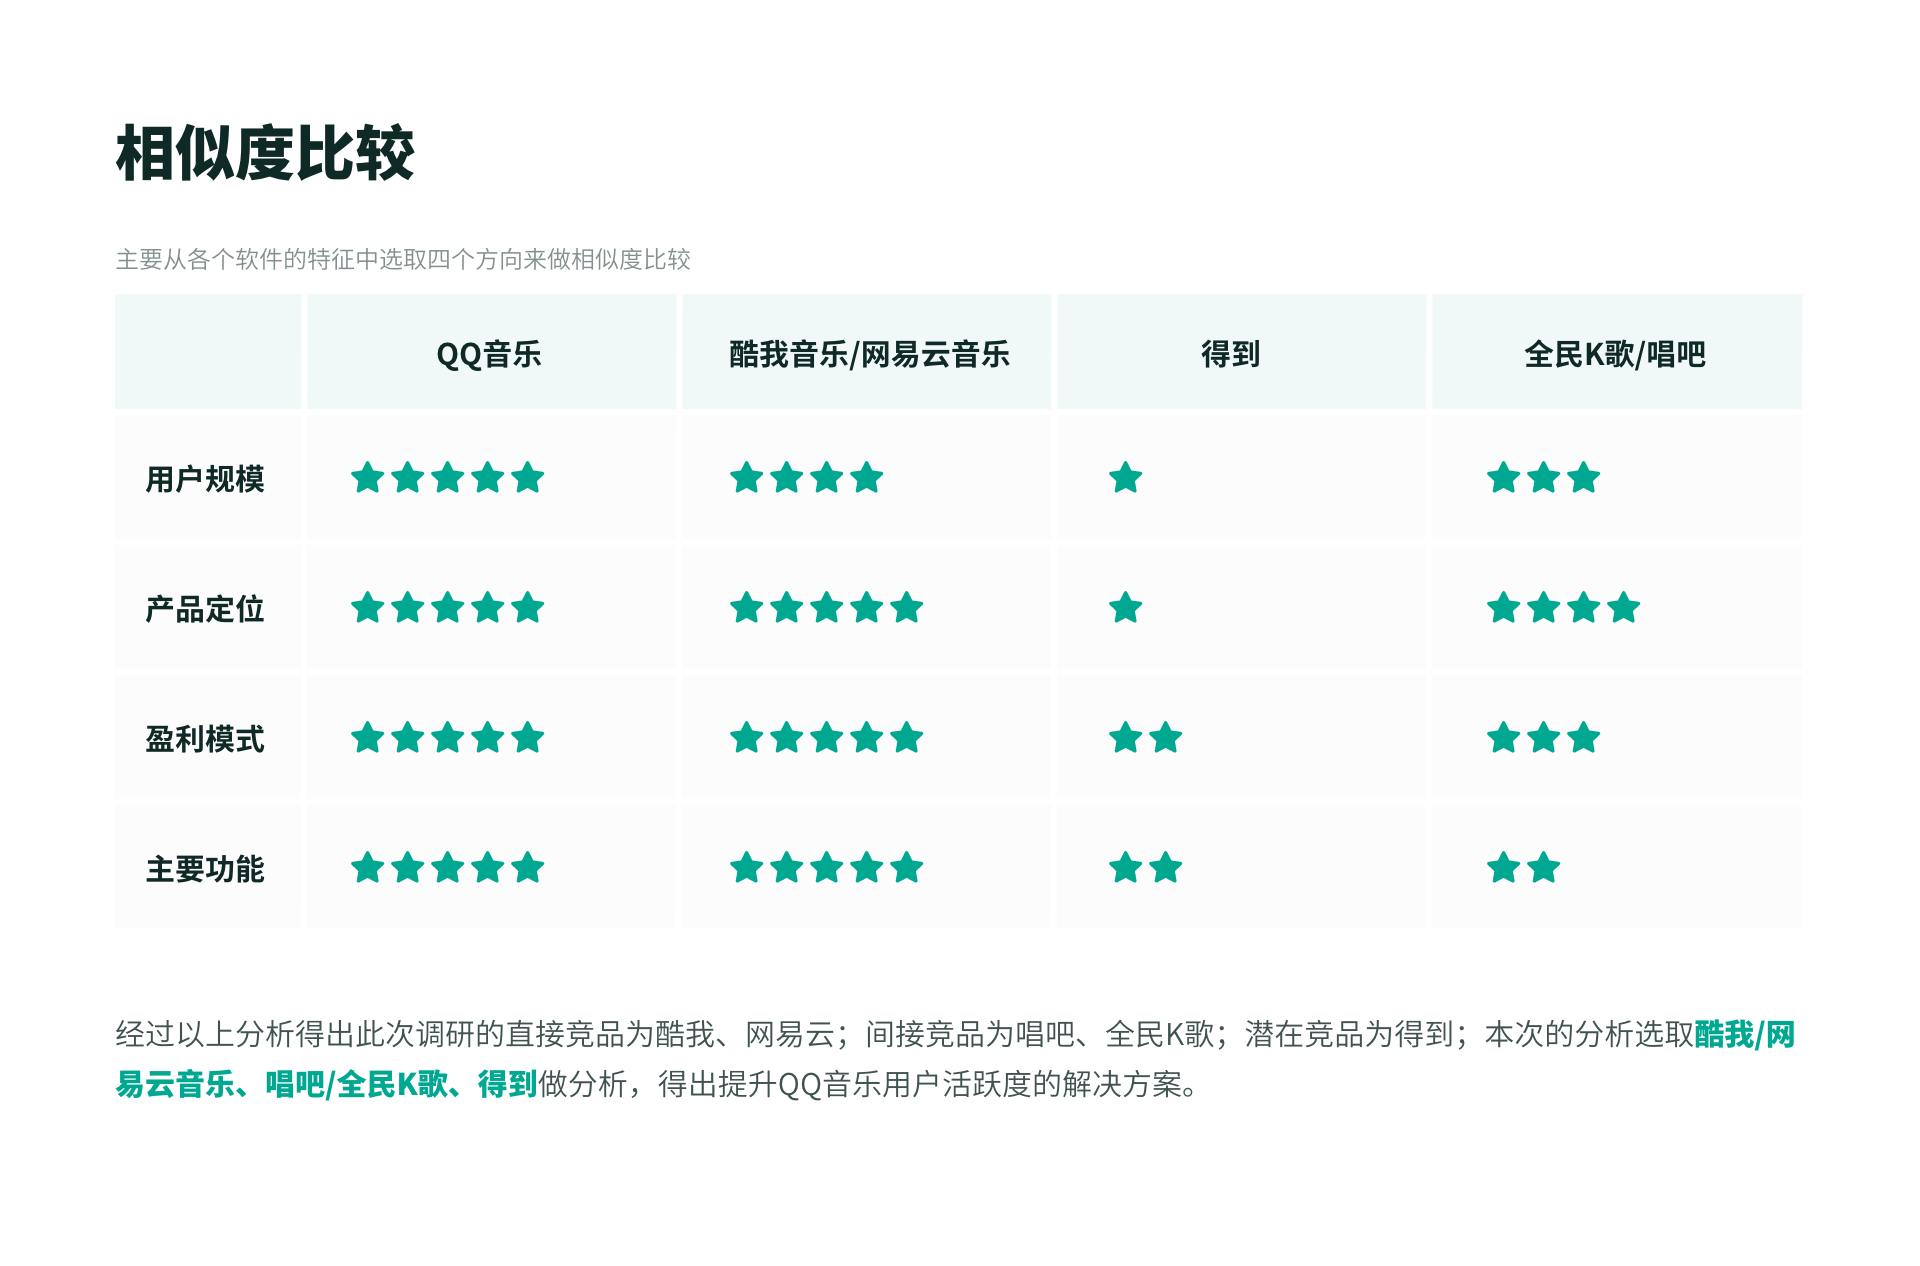 相似度比较
主要从各个软件的特征中选取四个方向来做相似度比较
QQ音乐
酷我音乐/网易云音乐
得到
全民K歌/唱吧
用户规模
产品定位
盈利模式
主要功能
经过以上分析得出此次调研的直接竞品为酷我、网易云；间接竞品为唱吧、全民K歌；潜在竞品为得到；本次的分析选取酷我/网
易云音乐、唱吧/全民K歌、得到做分析，得出提升QQ音乐用户活跃度的解决方案。